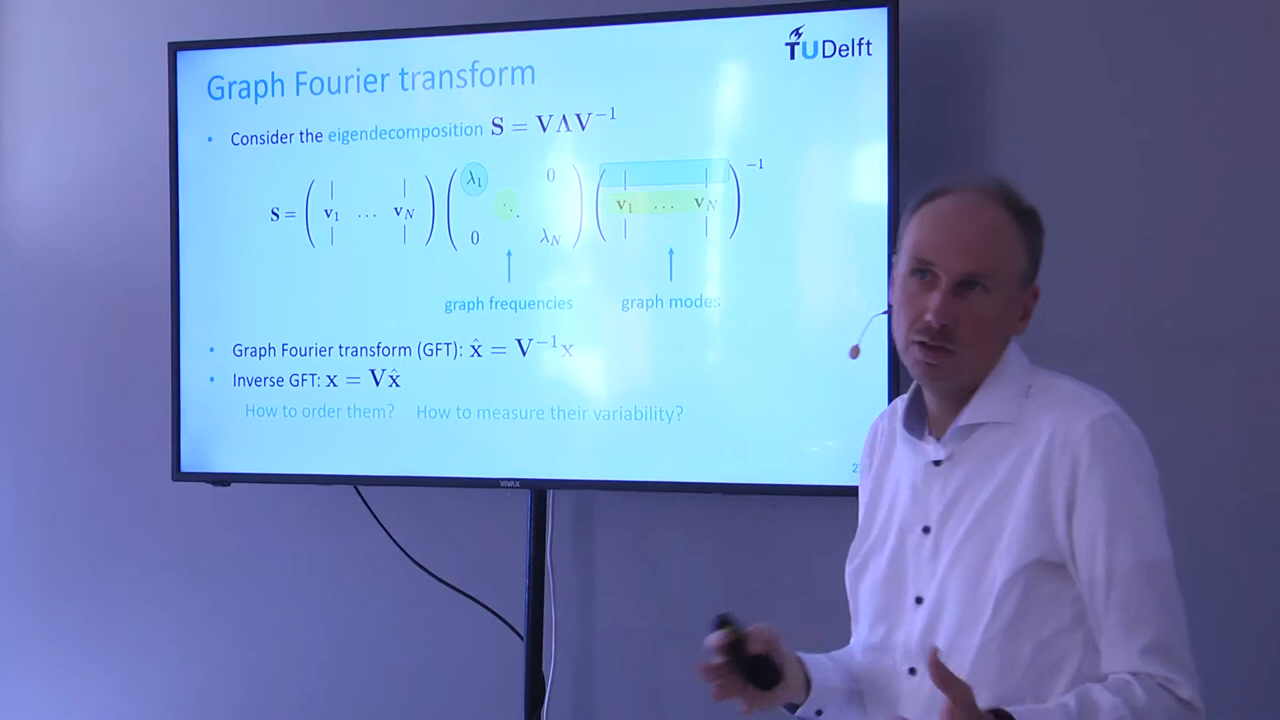 TUDelft
Graph Fourier transform
• Consider the eigendecomposition S = VΛV⁻¹
S = ( | | ) ( λ₁ 0 ) ( | | )⁻¹
v₁ … v_N ⋱ v₁ … v_N
| | 0 λ_N | |
graph frequencies graph modes
• Graph Fourier transform (GFT): x̂ = V⁻¹x
• Inverse GFT: x = Vx̂
How to order them? How to measure their variability?
VIVAX